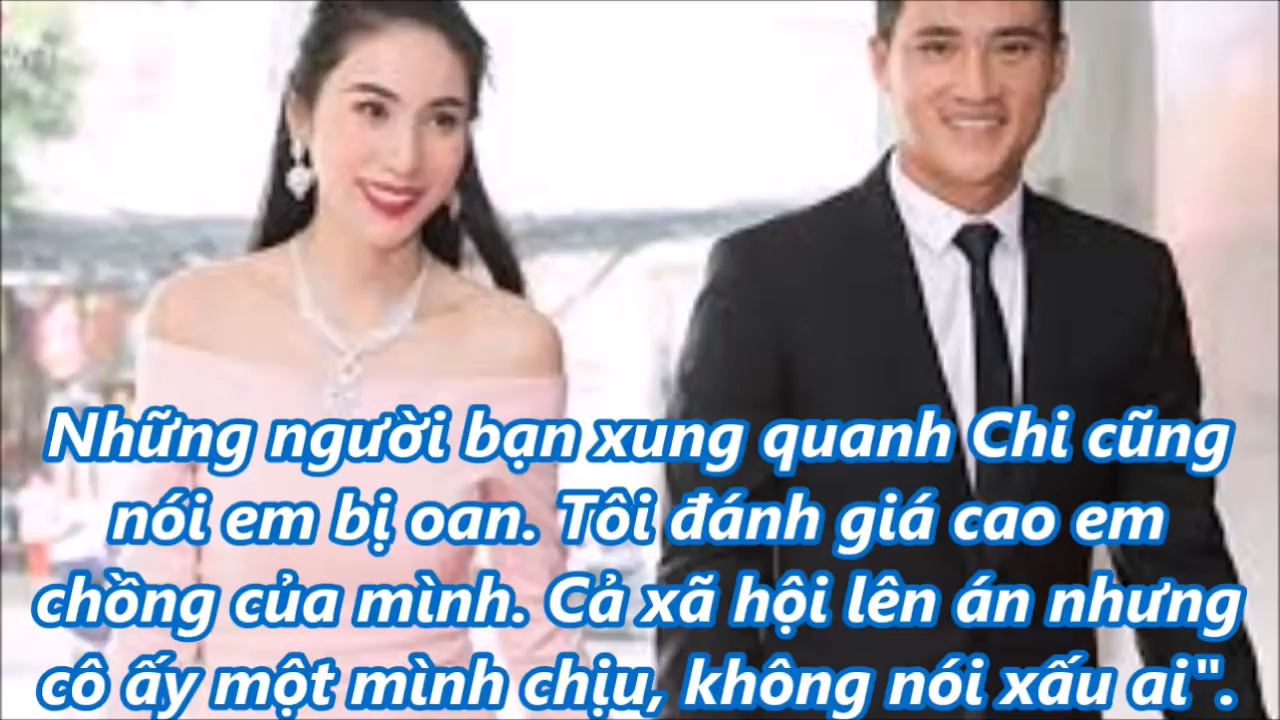 Những người bạn xung quanh Chi cũng
nói em bị oan. Tôi đánh giá cao em
chồng của mình. Cả xã hội lên án nhưng
cô ấy một mình chịu, không nói xấu ai".